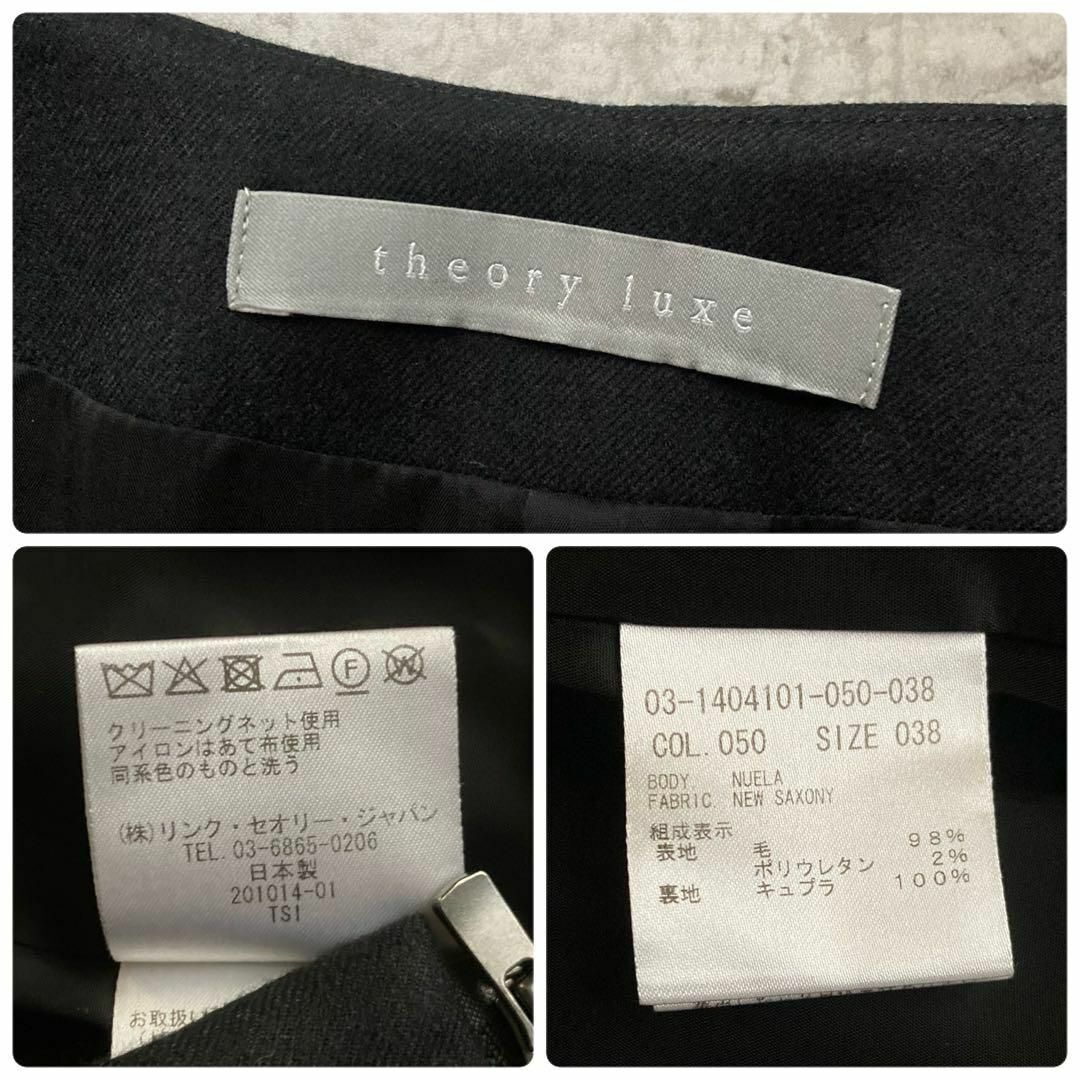 theory luxe
F W
クリーニングネット使用
アイロンはあて布使用
同系色のものと洗う
(株)リンク・セオリー・ジャパン
TEL. 03-6865-0206
日本製
201014-01
TSI
お取扱い
03-1404101-050-038
COL. 050 SIZE 038
BODY NUELA
FABRIC. NEW SAXONY
組成表示
表地 毛 98%
ポリウレタン 2%
裏地 キュプラ 100%